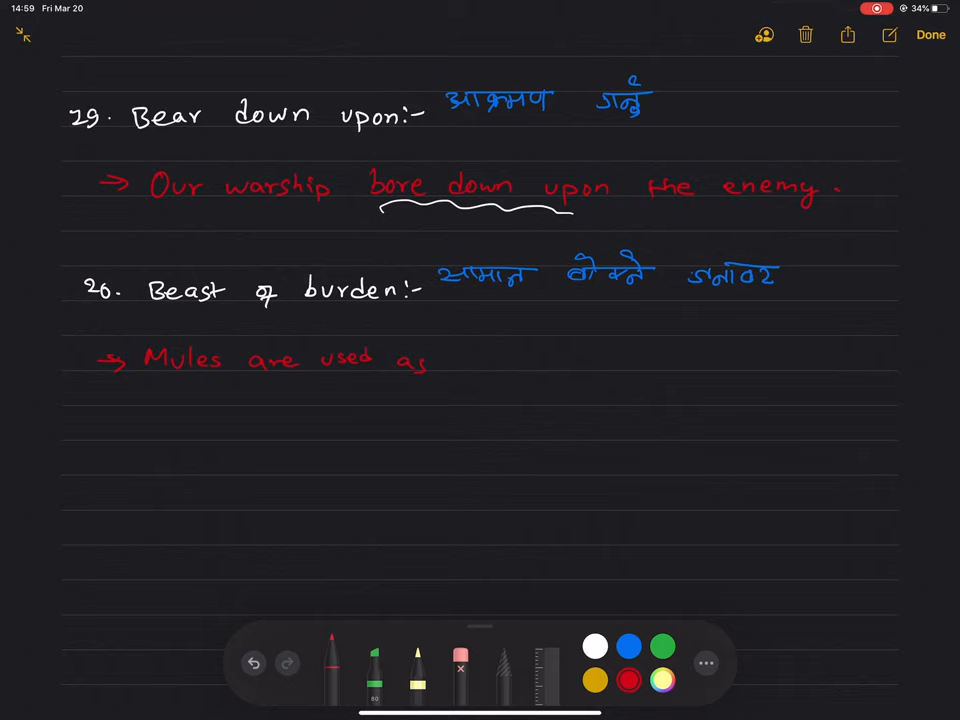 14:59 Fri Mar 20
34%
Done
29. Bear down upon:- आक्रमण गर्नु
→ Our warship bore down upon the enemy.
20. Beast of burden:- सामान बोक्ने जनावर
→ Mules are used as
80